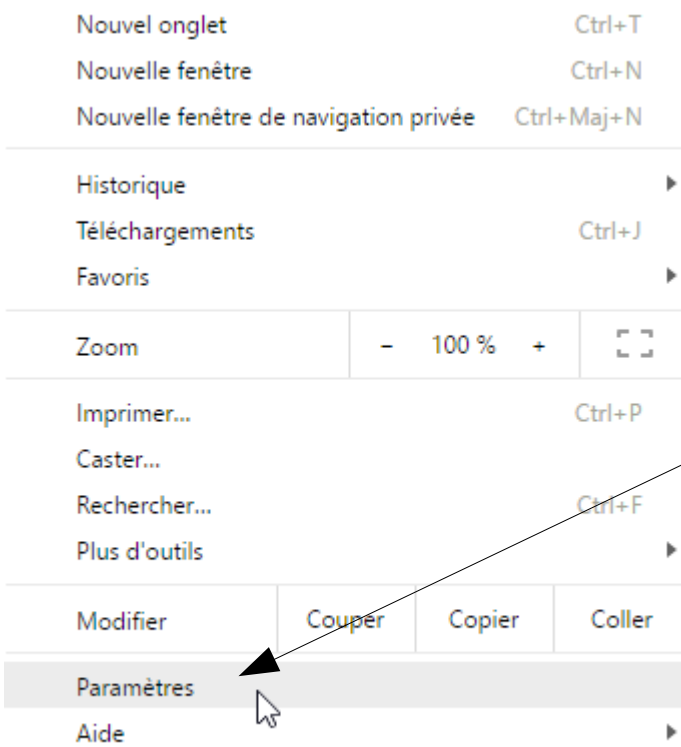 Nouvel onglet Ctrl+T
Nouvelle fenêtre Ctrl+N
Nouvelle fenêtre de navigation privée Ctrl+Maj+N
Historique
Téléchargements Ctrl+J
Favoris
Zoom - 100 % +
Imprimer... Ctrl+P
Caster...
Rechercher... Ctrl+F
Plus d'outils
Modifier Couper Copier Coller
Paramètres
Aide